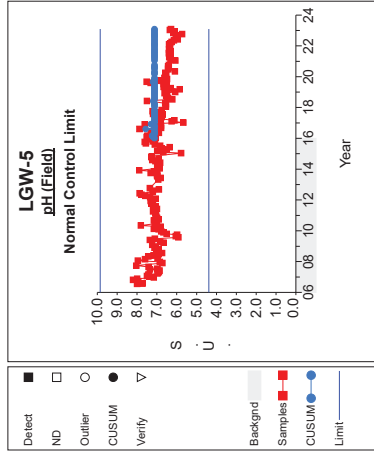 LGW-5
pH (Field)
Normal Control Limit
10.0
9.0
8.0
7.0
6.0
5.0
4.0
3.0
2.0
1.0
0.0
S . U .
06
08
10
12
14
16
18
20
22
24
Year
Detect
ND
Outlier
CUSUM
Verify
Backgnd
Samples
CUSUM
Limit